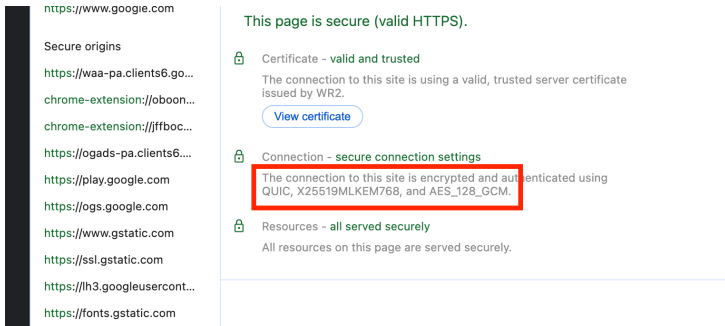 https://www.google.com
Secure origins
https://waa-pa.clients6.go...
chrome-extension://oboon...
chrome-extension://jffboc...
https://ogads-pa.clients6....
https://play.google.com
https://ogs.google.com
https://www.gstatic.com
https://ssl.gstatic.com
https://lh3.googleusercont...
https://fonts.gstatic.com
This page is secure (valid HTTPS).
Certificate - valid and trusted
The connection to this site is using a valid, trusted server certificate
issued by WR2.
View certificate
Connection - secure connection settings
The connection to this site is encrypted and authenticated using
QUIC, X25519MLKEM768, and AES_128_GCM.
Resources - all served securely
All resources on this page are served securely.